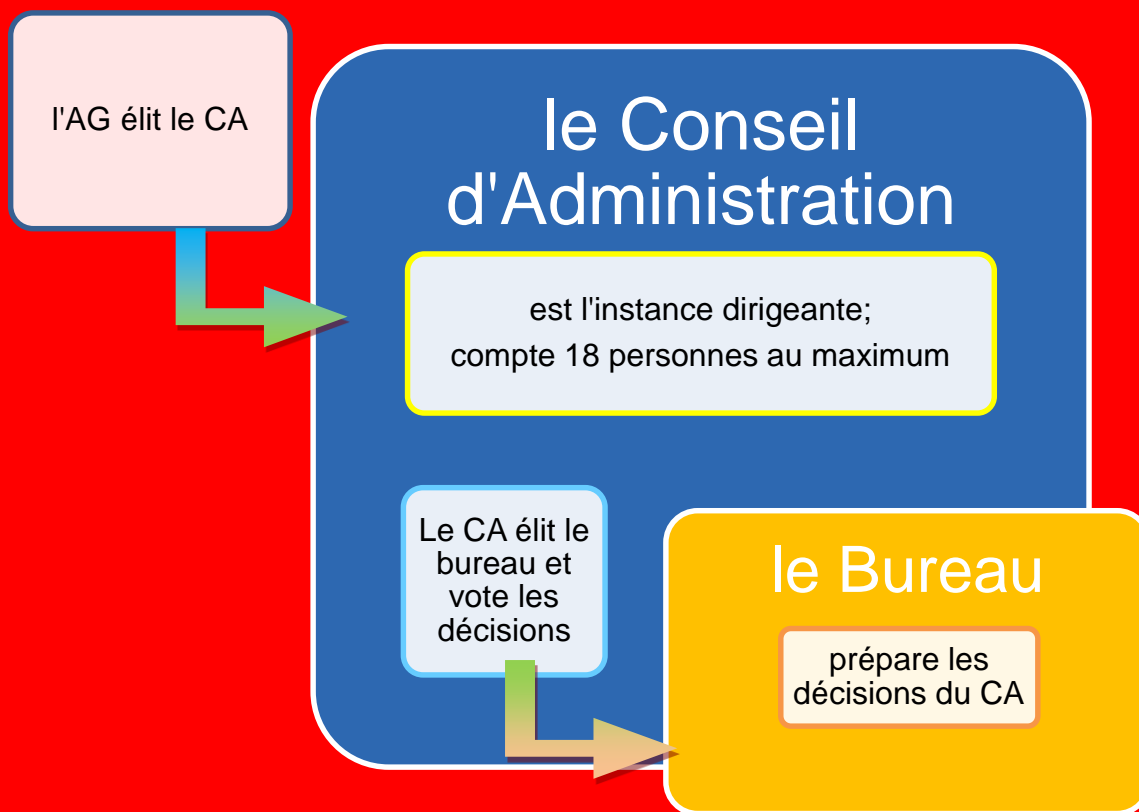 l'AG élit le CA
le Conseil
d'Administration
est l'instance dirigeante;
compte 18 personnes au maximum
Le CA élit le
bureau et
vote les
décisions
le Bureau
prépare les
décisions du CA